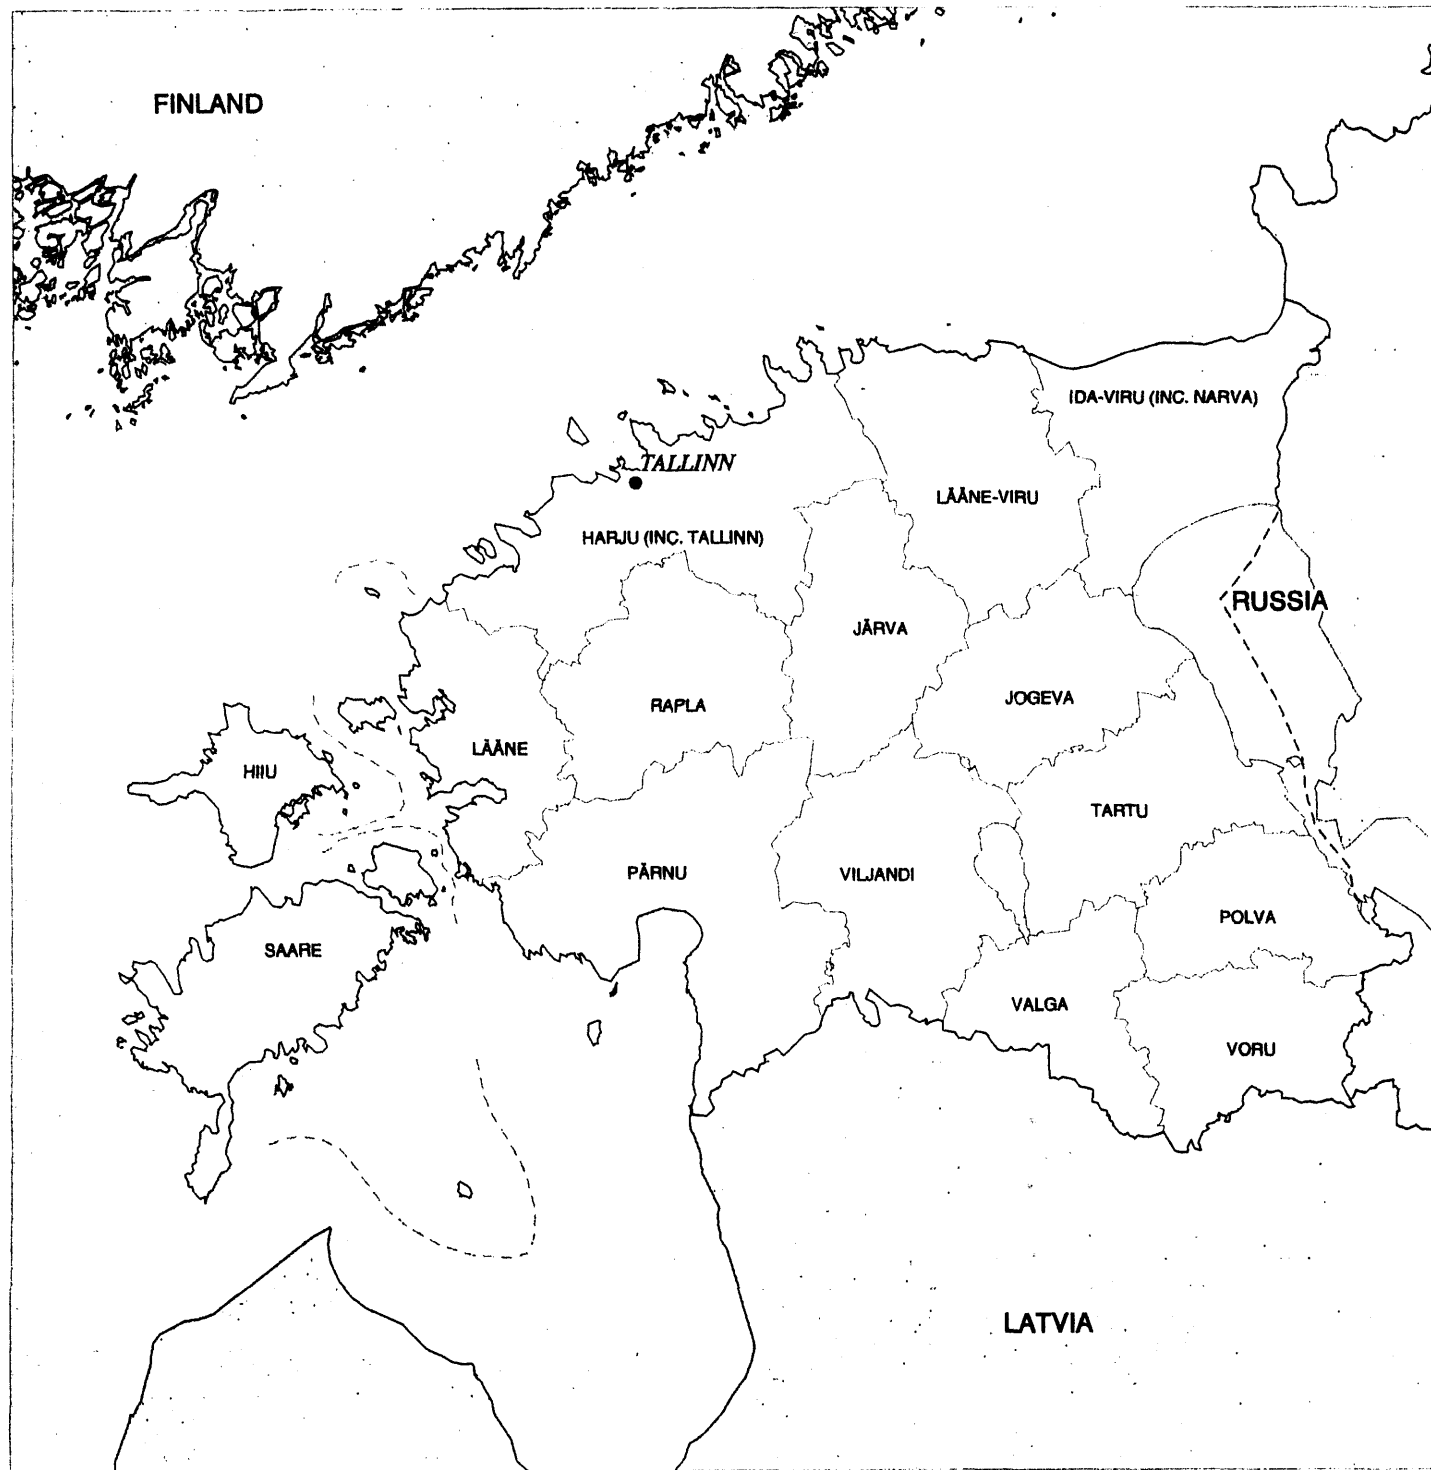 FINLAND
IDA-VIRU (INC. NARVA)
TALLINN
LÄÄNE-VIRU
HARJU (INC. TALLINN)
RUSSIA
JÄRVA
JOGEVA
RAPLA
LÄÄNE
HIIU
TARTU
PÄRNU
VILJANDI
POLVA
SAARE
VALGA
VORU
LATVIA